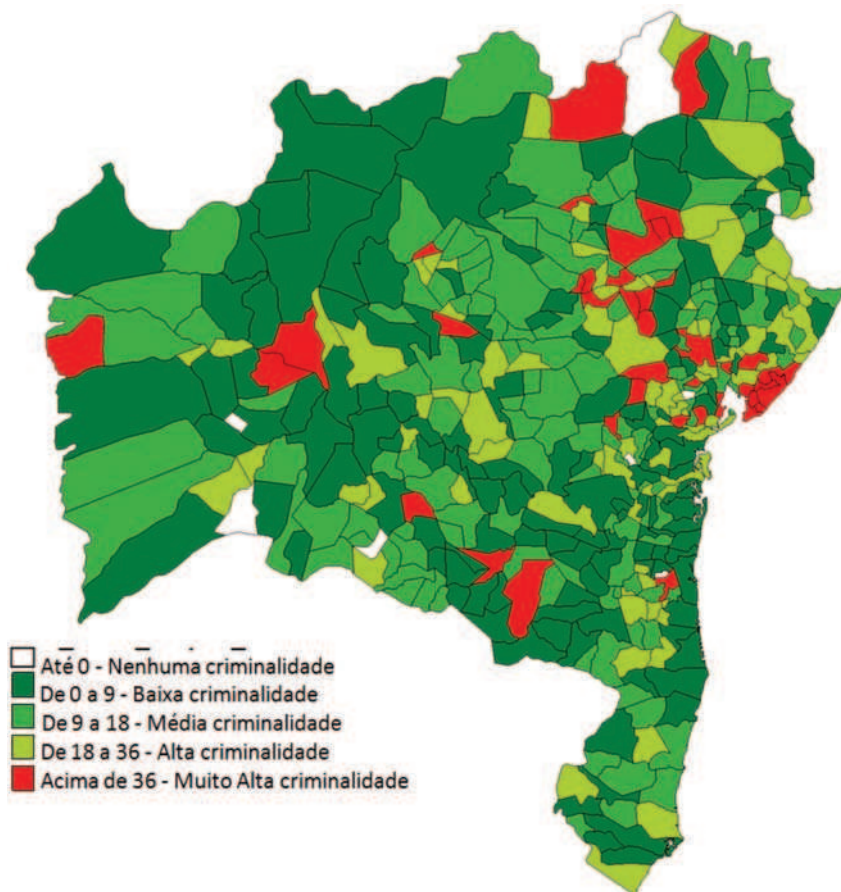 Até 0 - Nenhuma criminalidade
De 0 a 9 - Baixa criminalidade
De 9 a 18 - Média criminalidade
De 18 a 36 - Alta criminalidade
Acima de 36 - Muito Alta criminalidade